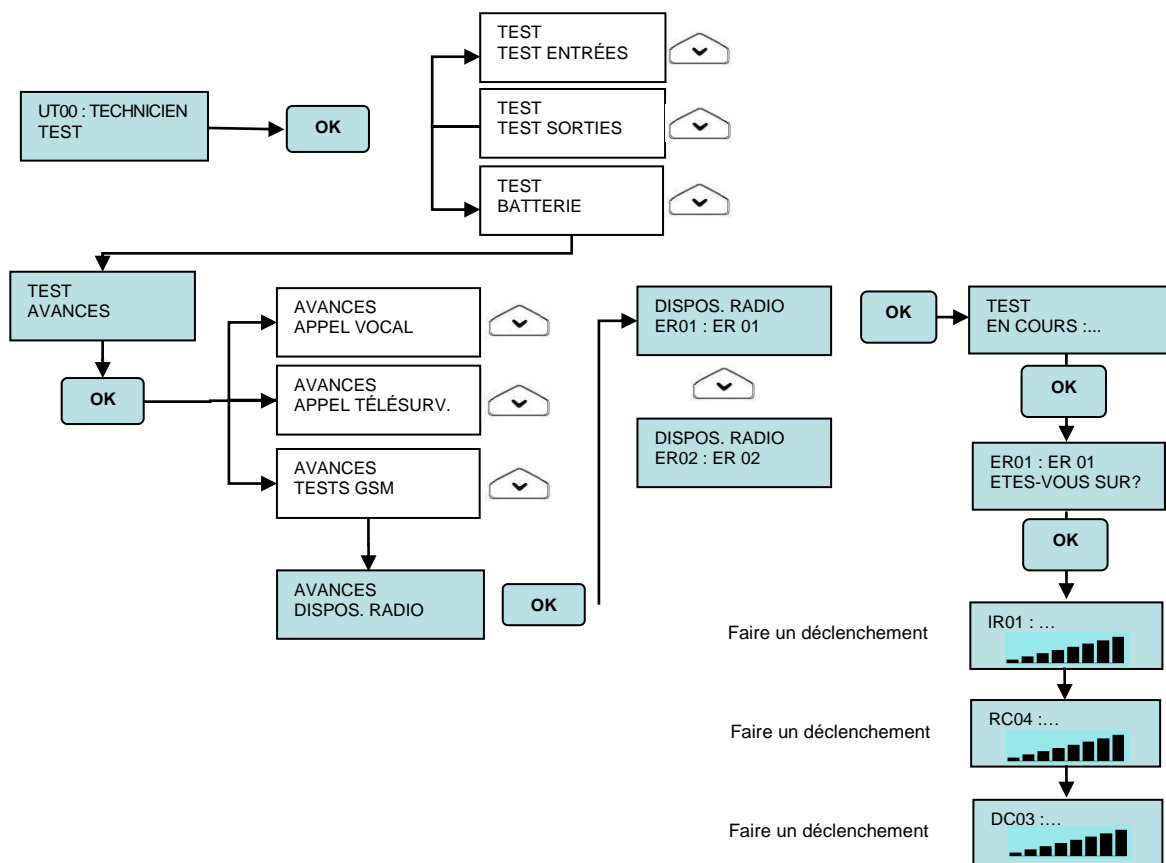 TEST
TEST ENTRÉES
UT00 : TECHNICIEN
TEST
OK
TEST
TEST SORTIES
TEST
BATTERIE
TEST
AVANCES
OK
AVANCES
APPEL VOCAL
AVANCES
APPEL TÉLÉSURV.
AVANCES
TESTS GSM
AVANCES
DISPOS. RADIO
OK
DISPOS. RADIO
ER01 : ER 01
DISPOS. RADIO
ER02 : ER 02
OK
TEST
EN COURS :...
OK
ER01 : ER 01
ETES-VOUS SUR?
OK
Faire un déclenchement
IR01 : …
Faire un déclenchement
RC04 :…
Faire un déclenchement
DC03 :…